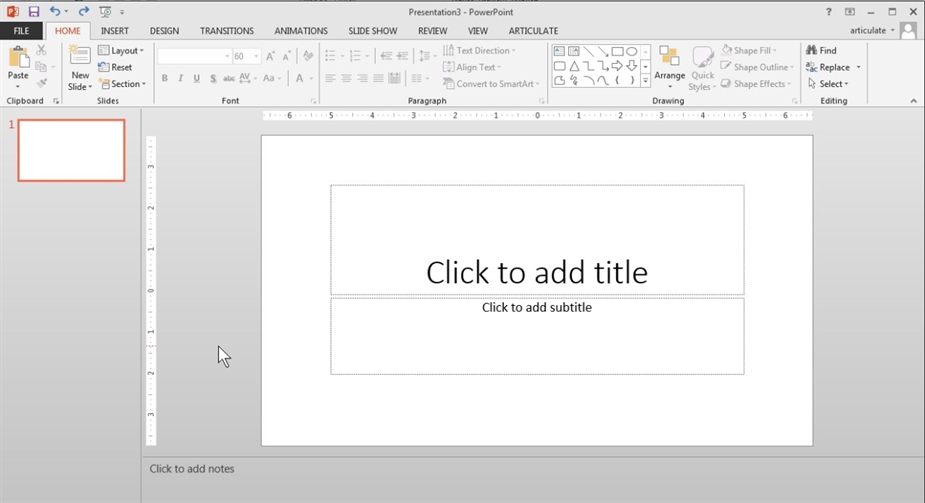 Presentation3 - PowerPoint
FILE HOME INSERT DESIGN TRANSITIONS ANIMATIONS SLIDE SHOW REVIEW VIEW ARTICULATE articulate
Paste
New Slide
Layout
Reset
Section
60
B I U S abc AV Aa A
Text Direction
Align Text
Convert to SmartArt
Arrange
Quick Styles
Shape Fill
Shape Outline
Shape Effects
Find
Replace
Select
Clipboard Slides Font Paragraph Drawing Editing
6 5 4 3 2 1 0 1 2 3 4 5 6
1
3
2
1
0
1
2
3
Click to add title
Click to add subtitle
Click to add notes